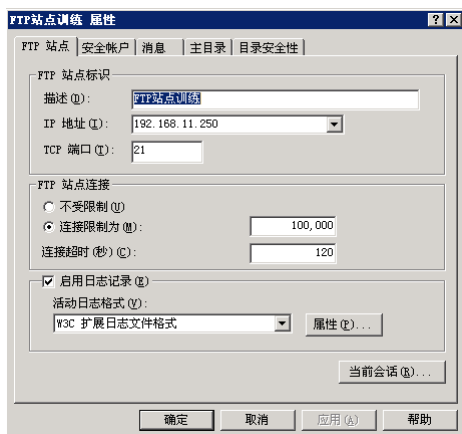 FTP站点训练 属性
FTP 站点 安全帐户 消息 主目录 目录安全性
FTP 站点标识
描述(D): FTP站点训练
IP 地址(I): 192.168.11.250
TCP 端口(T): 21
FTP 站点连接
不受限制(U)
连接限制为(M): 100,000
连接超时(秒)(C): 120
启用日志记录(E)
活动日志格式(V):
W3C 扩展日志文件格式 属性(P)...
当前会话(R)...
确定 取消 应用(A) 帮助